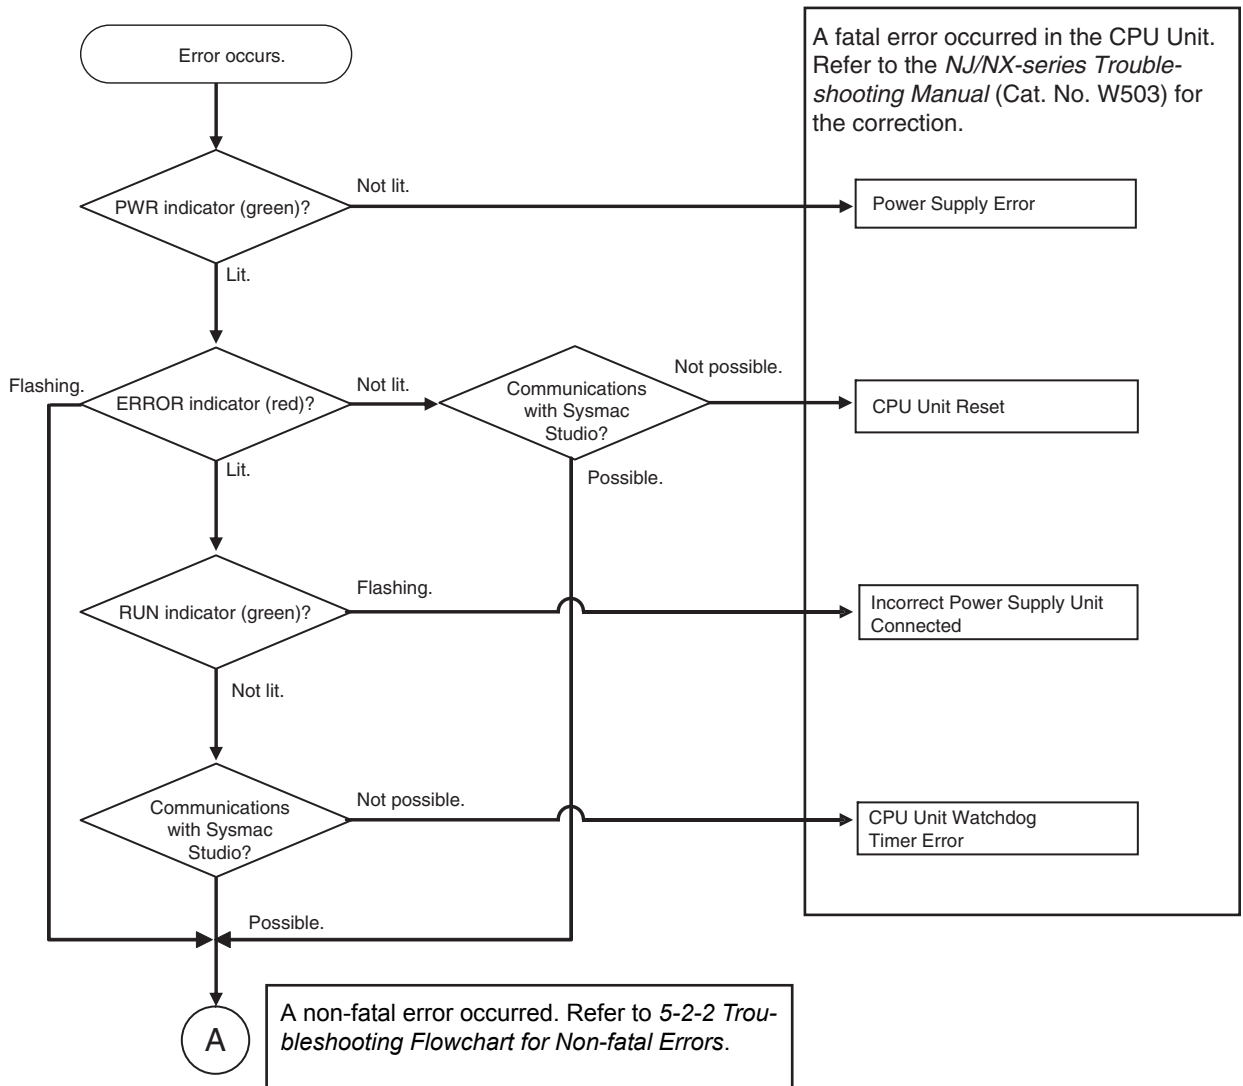 Error occurs.
A fatal error occurred in the CPU Unit.
Refer to the NJ/NX-series Trouble-
shooting Manual (Cat. No. W503) for
the correction.
PWR indicator (green)?
Not lit.
Power Supply Error
Lit.
Flashing.
ERROR indicator (red)?
Not lit.
Communications
with Sysmac
Studio?
Not possible.
CPU Unit Reset
Lit.
Possible.
RUN indicator (green)?
Flashing.
Incorrect Power Supply Unit
Connected
Not lit.
Communications
with Sysmac
Studio?
Not possible.
CPU Unit Watchdog
Timer Error
Possible.
A
A non-fatal error occurred. Refer to 5-2-2 Trou-
bleshooting Flowchart for Non-fatal Errors.